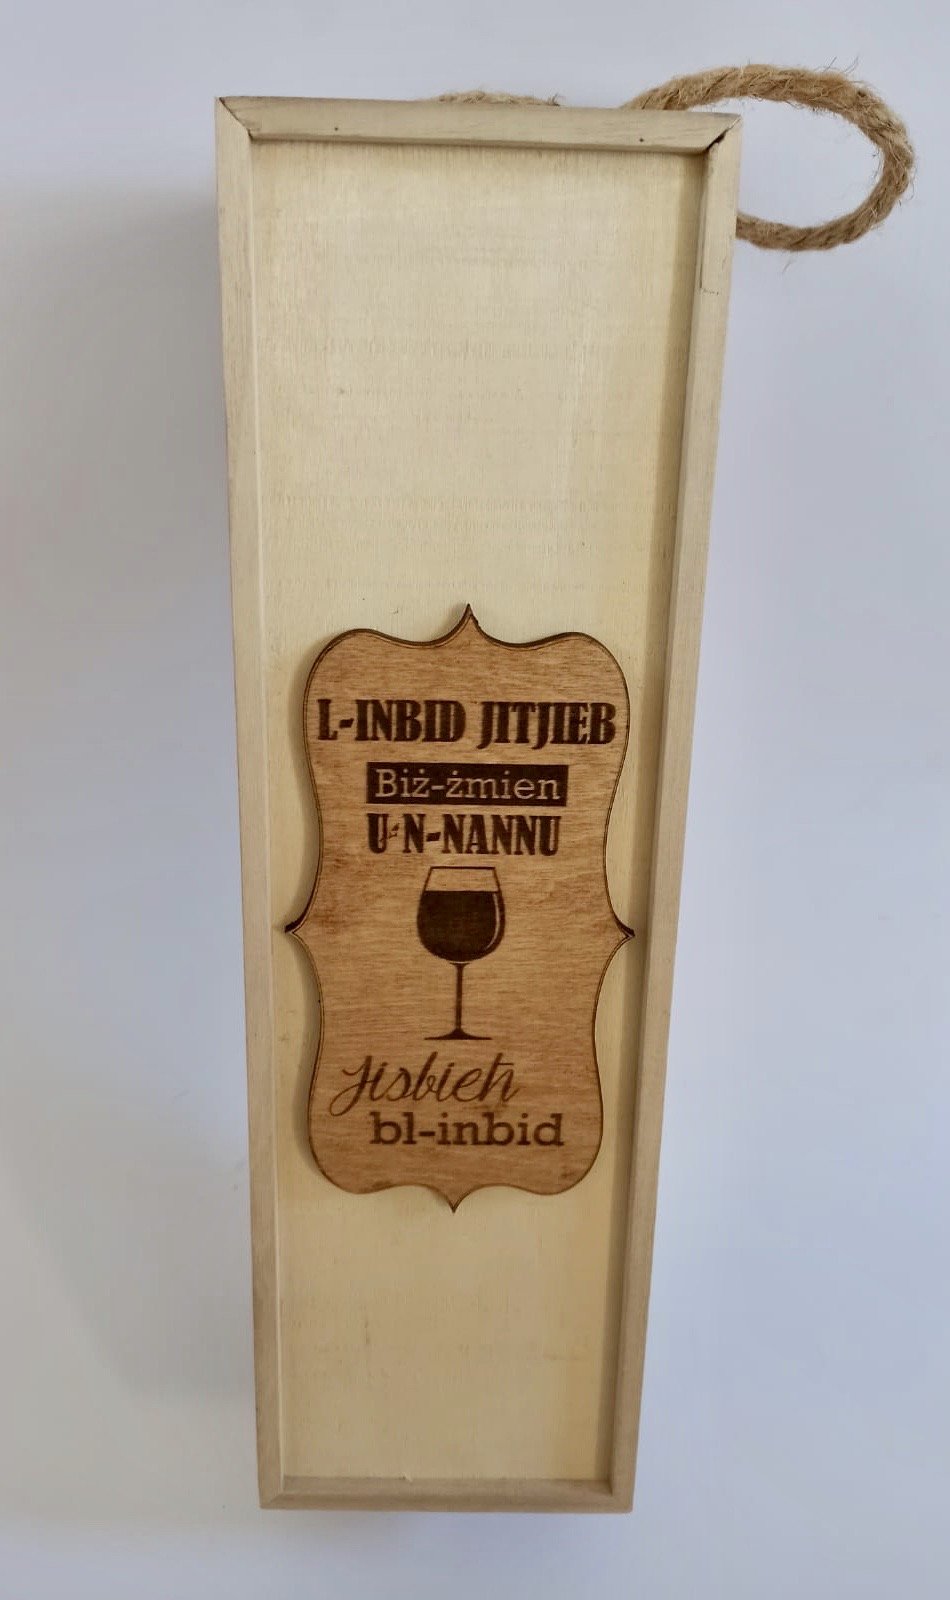 L-INBID JITJIEB
Biż-żmien
U-N-NANNU
Jisbieħ
bl-inbid